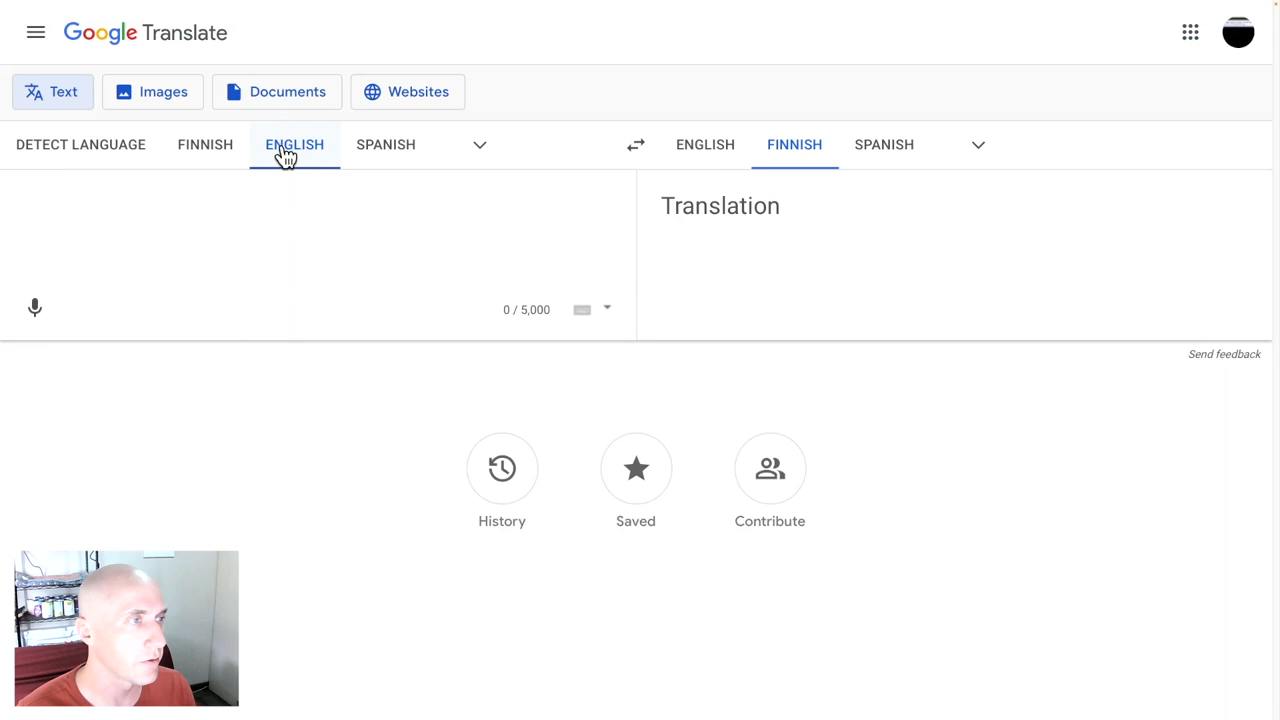 Google Translate
Text Images Documents Websites
DETECT LANGUAGE FINNISH ENGLISH SPANISH ENGLISH FINNISH SPANISH
Translation
0 / 5,000
Send feedback
History Saved Contribute